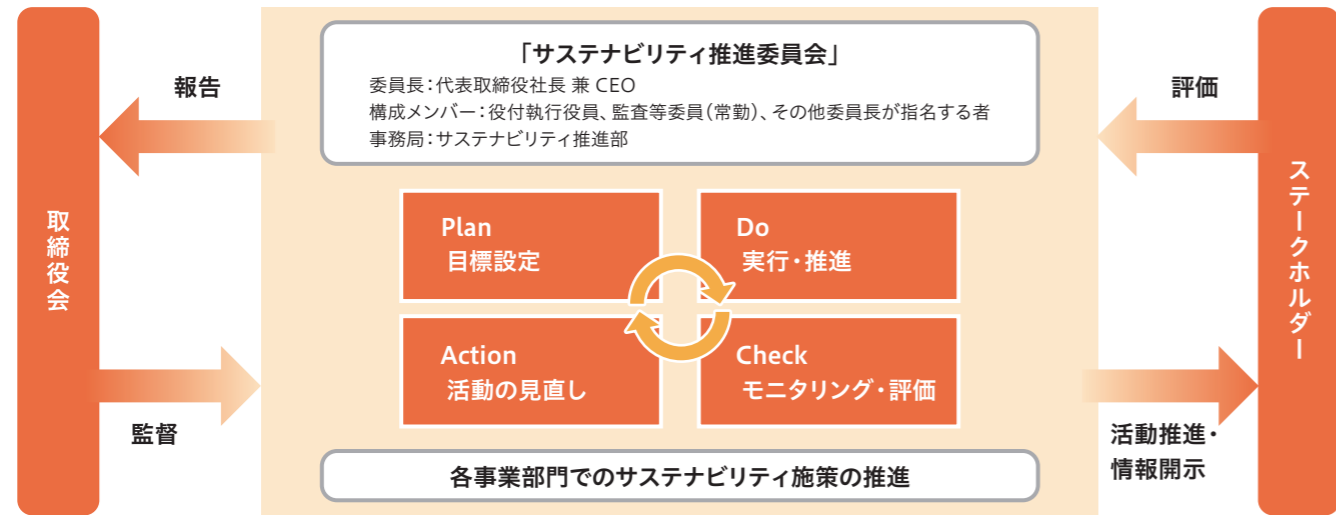 取締役会
報告
監督
「サステナビリティ推進委員会」
委員長：代表取締役社長 兼 CEO
構成メンバー：役付執行役員、監査等委員（常勤）、その他委員長が指名する者
事務局：サステナビリティ推進部
Plan
目標設定
Do
実行・推進
Action
活動の見直し
Check
モニタリング・評価
各事業部門でのサステナビリティ施策の推進
評価
活動推進・
情報開示
ステークホルダー